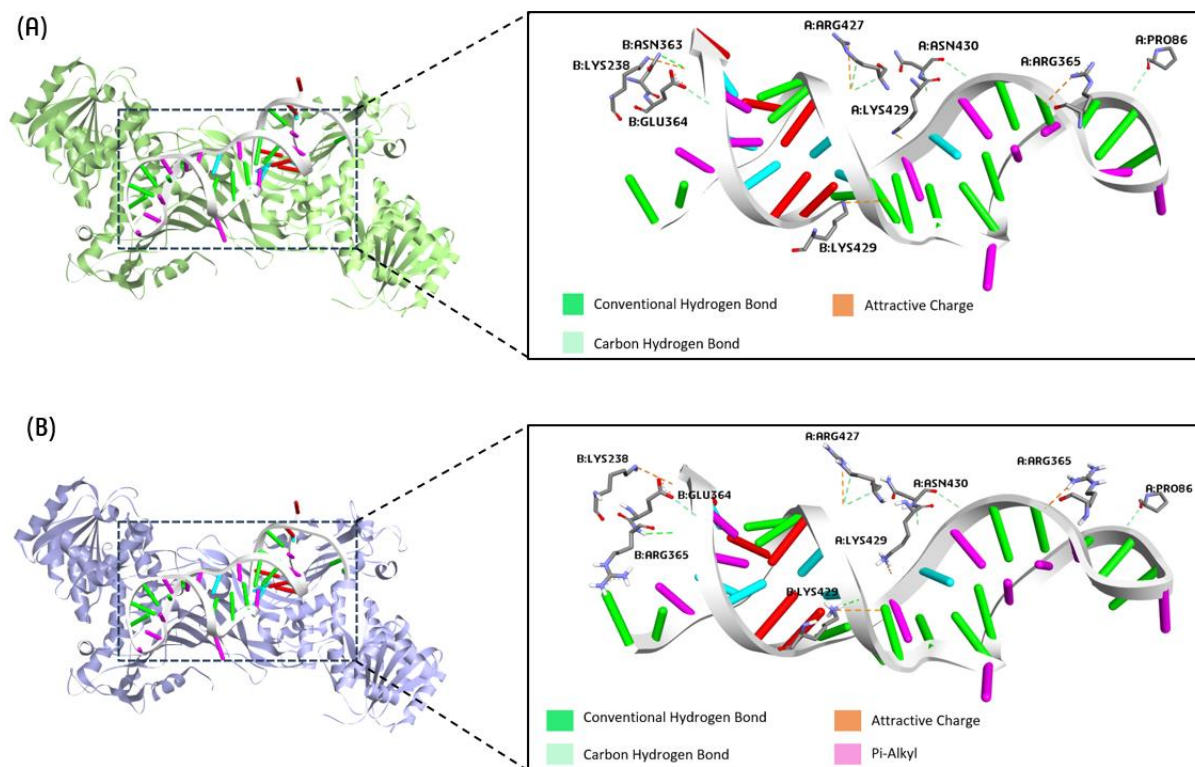 (A)
A:ARG427
B:ASN363
A:ASN430
A:PRO86
B:LYS238
A:ARG365
A:LYS429
B:GLU364
B:LYS429
Conventional Hydrogen Bond
Attractive Charge
Carbon Hydrogen Bond
(B)
A:ARG427
B:LYS238
A:ARG365
A:ASN430
A:PRO86
B:GLU364
A:LYS429
B:ARG365
B:LYS429
Conventional Hydrogen Bond
Attractive Charge
Carbon Hydrogen Bond
Pi-Alkyl